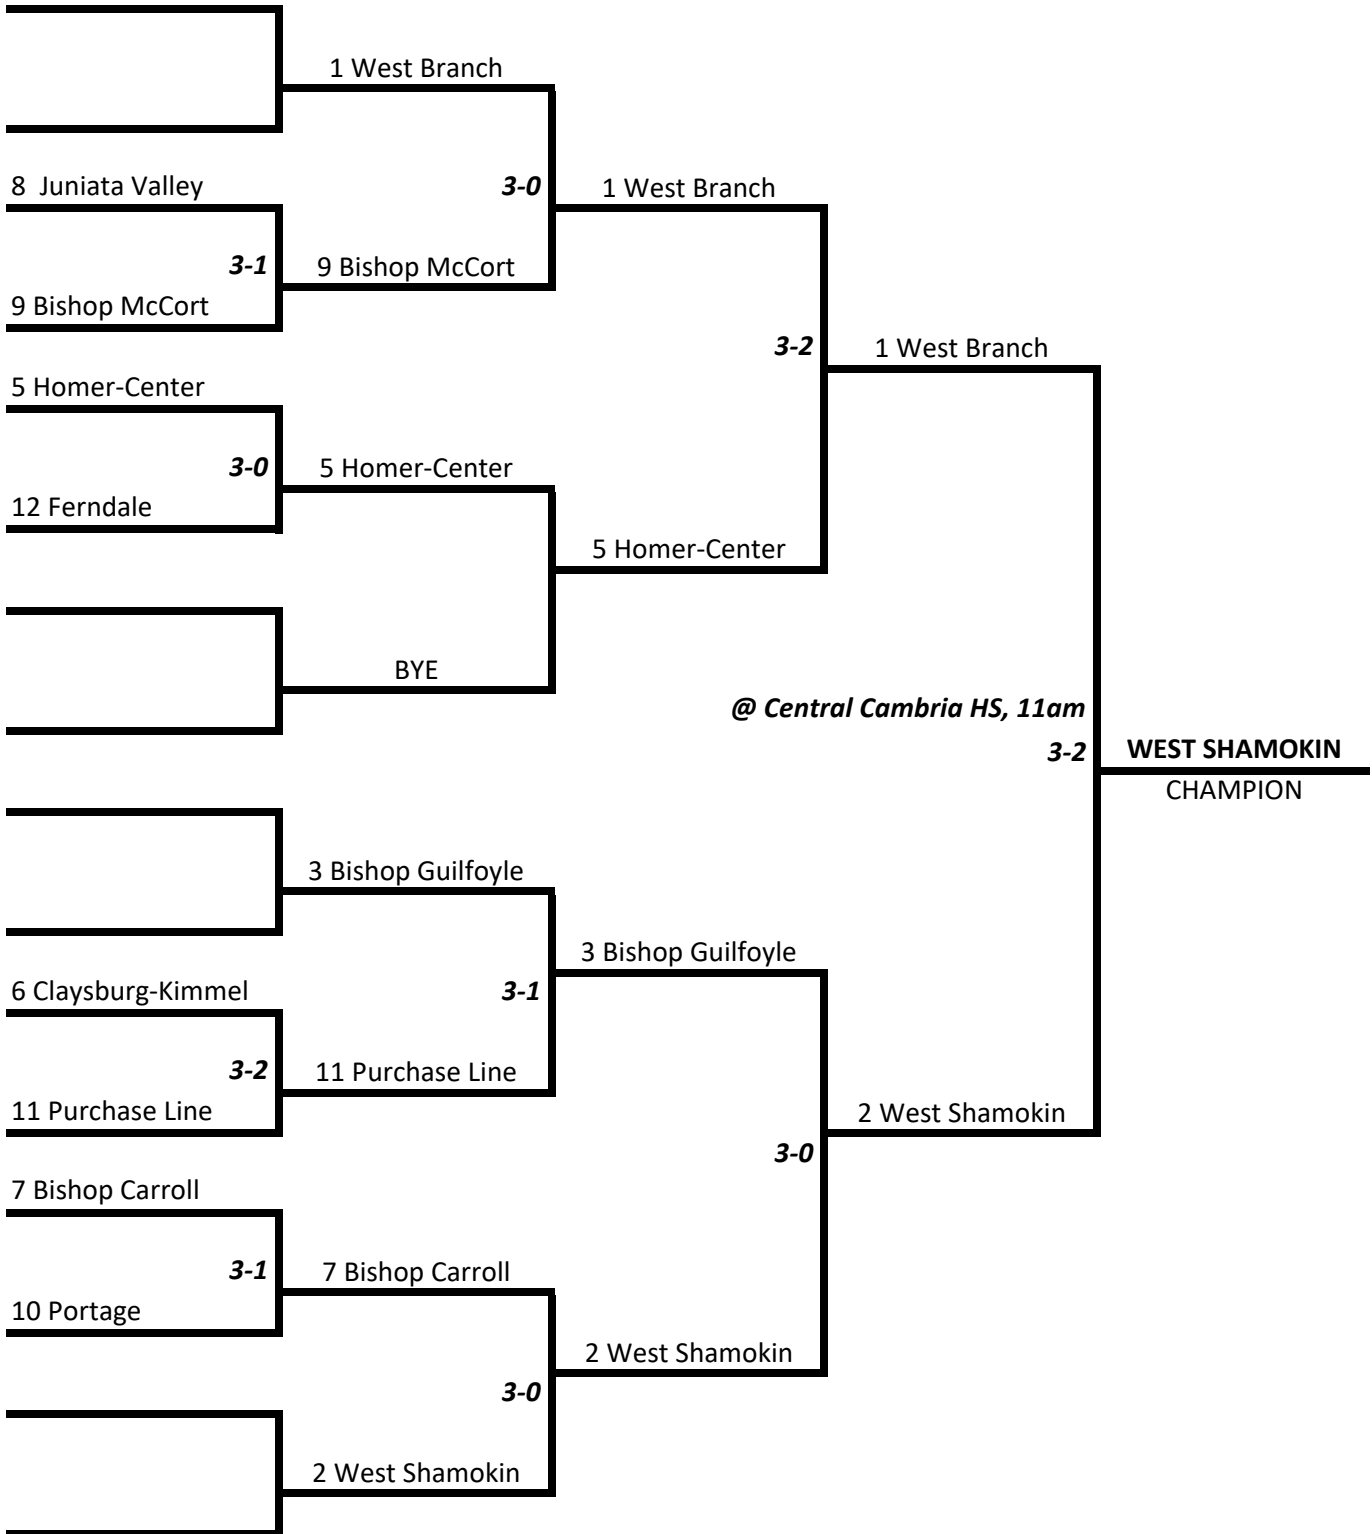 1 West Branch
8  Juniata Valley
3-0
1 West Branch
3-1
9 Bishop McCort
9 Bishop McCort
3-2
1 West Branch
5 Homer-Center
3-0
5 Homer-Center
12 Ferndale
5 Homer-Center
BYE
@ Central Cambria HS, 11am
3-2
WEST SHAMOKIN
CHAMPION
3 Bishop Guilfoyle
3 Bishop Guilfoyle
6 Claysburg-Kimmel
3-1
3-2
11 Purchase Line
11 Purchase Line
2 West Shamokin
3-0
7 Bishop Carroll
3-1
7 Bishop Carroll
10 Portage
2 West Shamokin
3-0
2 West Shamokin